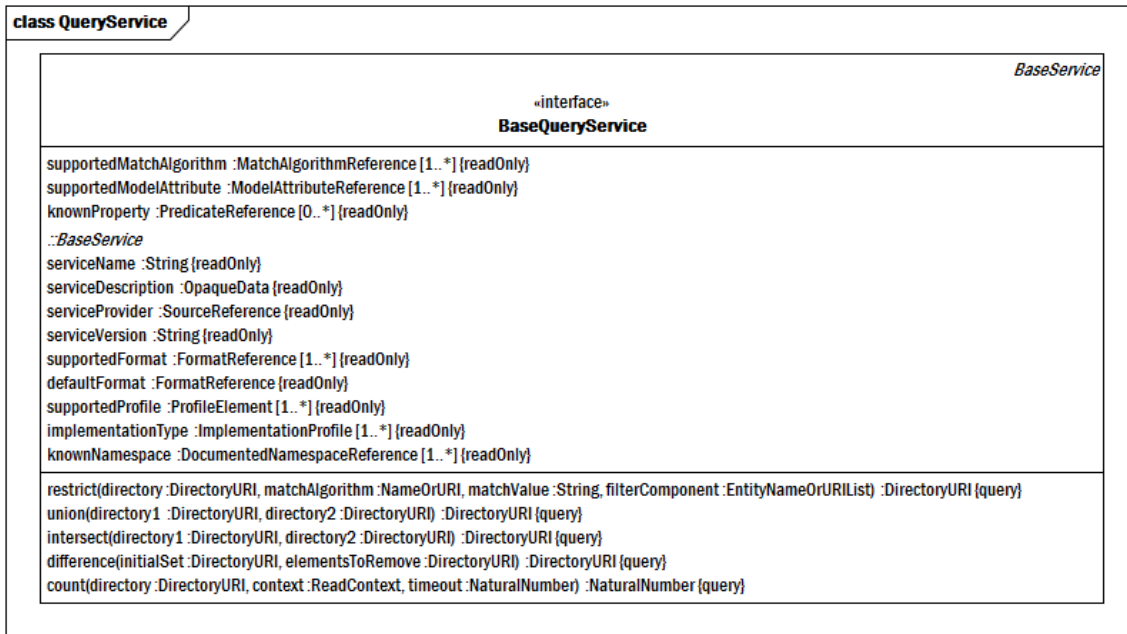 class QueryService
BaseService
«interface»
BaseQueryService
supportedMatchAlgorithm :MatchAlgorithmReference [1..*] {readOnly}
supportedModelAttribute :ModelAttributeReference [1..*] {readOnly}
knownProperty :PredicateReference [0..*] {readOnly}
::BaseService
serviceName :String {readOnly}
serviceDescription :OpaqueData {readOnly}
serviceProvider :SourceReference {readOnly}
serviceVersion :String {readOnly}
supportedFormat :FormatReference [1..*] {readOnly}
defaultFormat :FormatReference {readOnly}
supportedProfile :ProfileElement [1..*] {readOnly}
implementationType :ImplementationProfile [1..*] {readOnly}
knownNamespace :DocumentedNamespaceReference [1..*] {readOnly}
restrict(directory :DirectoryURI, matchAlgorithm :NameOrURI, matchValue :String, filterComponent :EntityNameOrURIList) :DirectoryURI {query}
union(directory1 :DirectoryURI, directory2 :DirectoryURI) :DirectoryURI {query}
intersect(directory1 :DirectoryURI, directory2 :DirectoryURI) :DirectoryURI {query}
difference(initialSet :DirectoryURI, elementsToRemove :DirectoryURI) :DirectoryURI {query}
count(directory :DirectoryURI, context :ReadContext, timeout :NaturalNumber) :NaturalNumber {query}